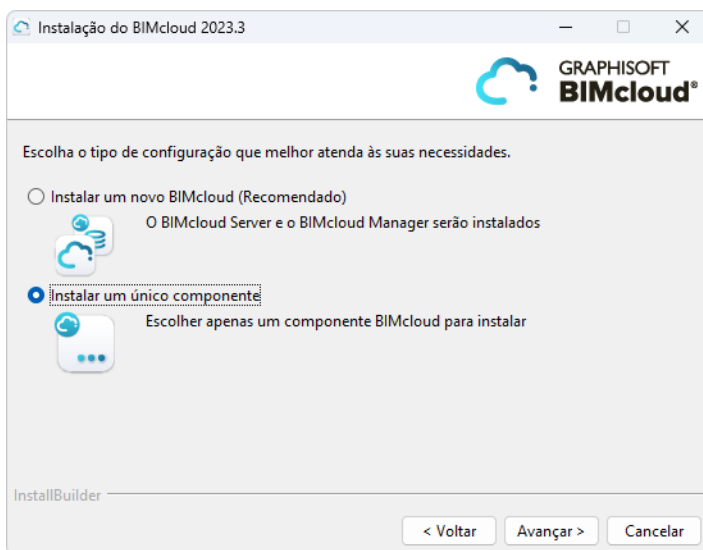 Instalação do BIMcloud 2023.3
GRAPHISOFT
BIMcloud®
Escolha o tipo de configuração que melhor atenda às suas necessidades.
Instalar um novo BIMcloud (Recomendado)
O BIMcloud Server e o BIMcloud Manager serão instalados
Instalar um único componente
Escolher apenas um componente BIMcloud para instalar
InstallBuilder
< Voltar
Avançar >
Cancelar